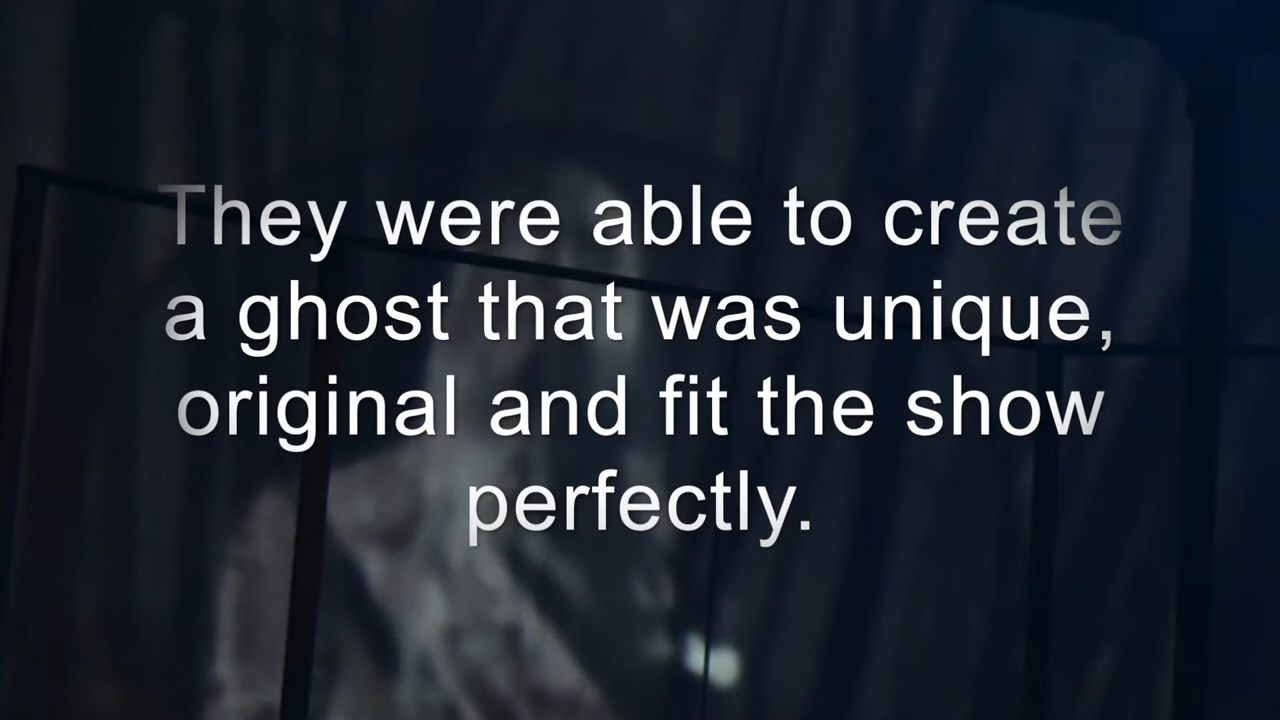 They were able to create
a ghost that was unique,
original and fit the show
perfectly.